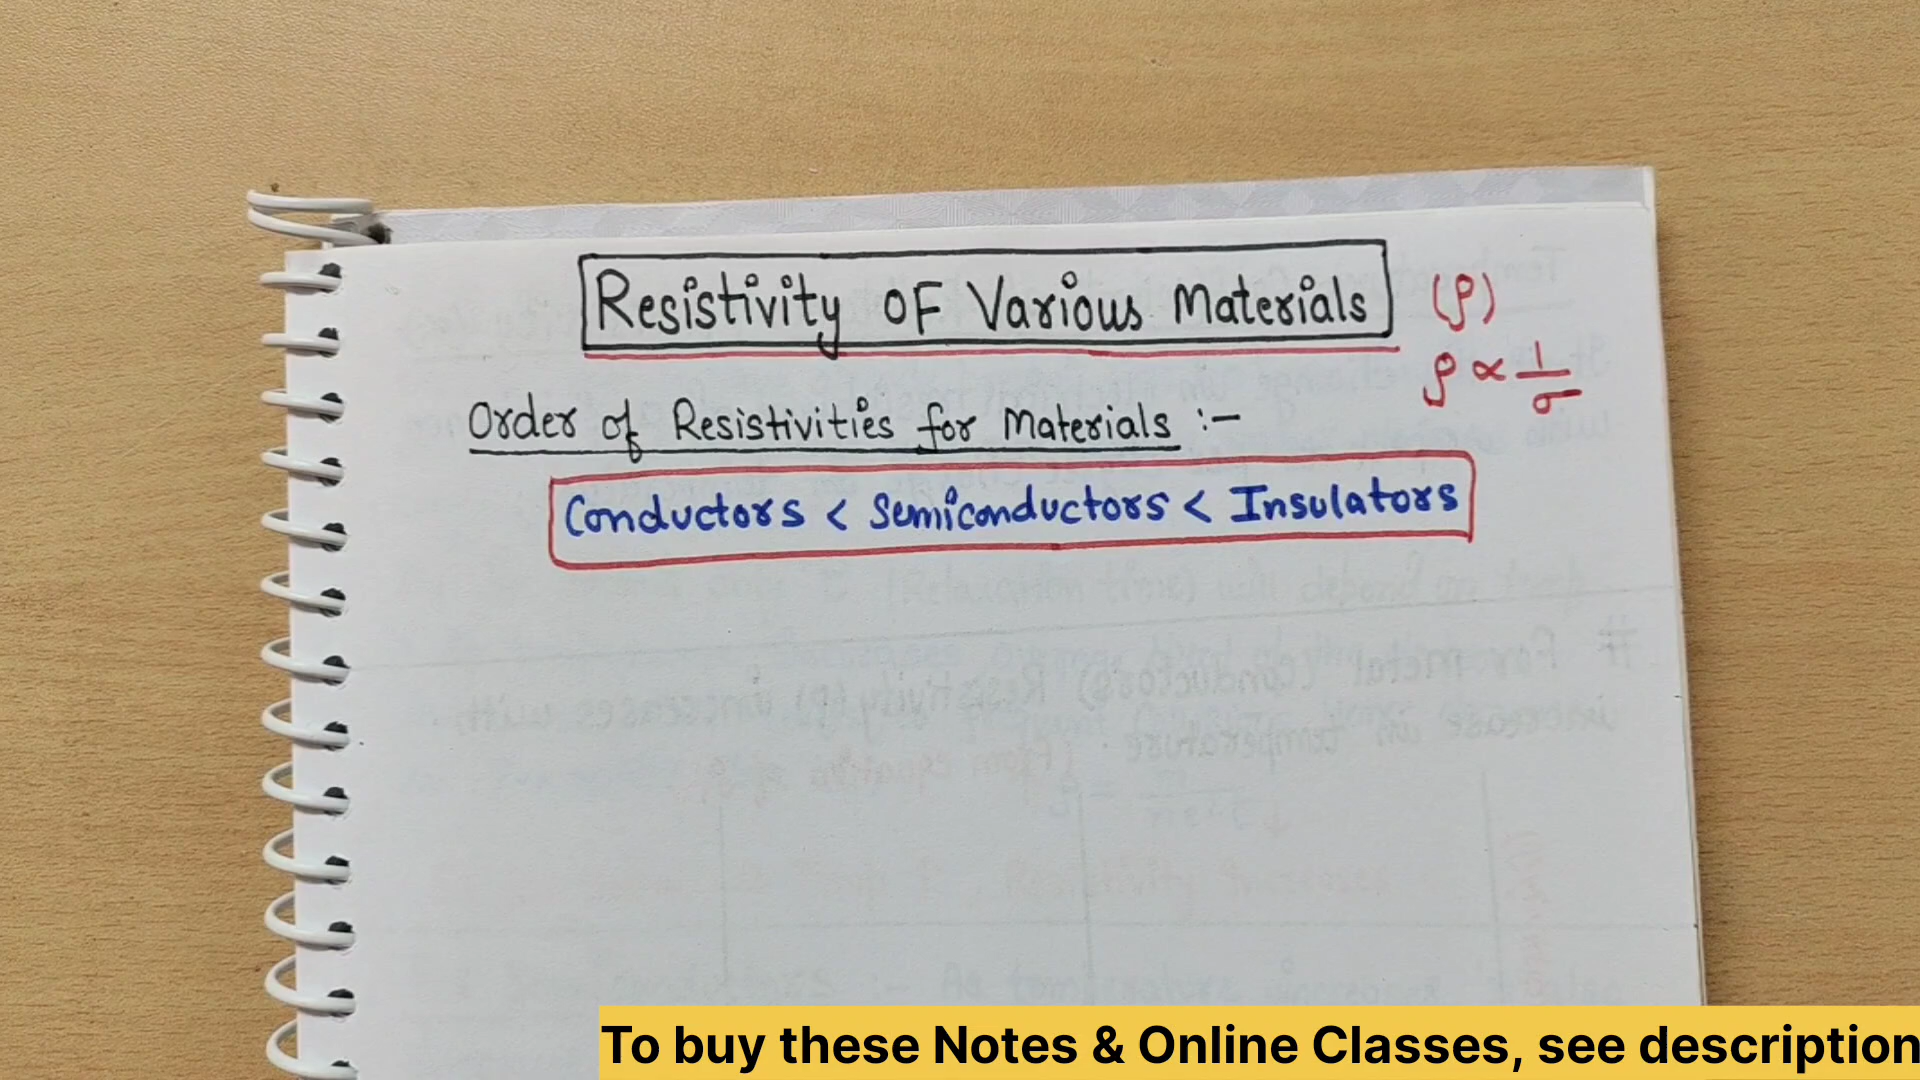 Resistivity OF Various Materials (ρ)
ρ ∝ 1/σ
Order of Resistivities for Materials :-
Conductors < Semiconductors < Insulators
To buy these Notes & Online Classes, see description